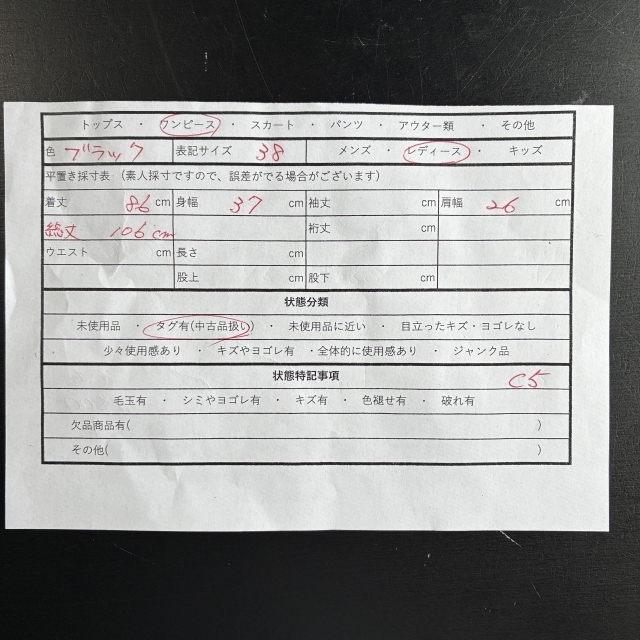 トップス ・ ワンピース ・ スカート ・ パンツ ・ アウター類 ・ その他
色 ブラック 表記サイズ 38 メンズ ・ レディース ・ キッズ
平置き採寸表 (素人採寸ですので、誤差がでる場合がございます)
着丈 86 cm 身幅 37 cm 袖丈 cm 肩幅 26 cm
総丈 106cm 裄丈 cm
ウエスト cm 長さ cm
股上 cm 股下 cm
状態分類
未使用品 ・ タグ有(中古品扱い) ・ 未使用品に近い ・ 目立ったキズ・ヨゴレなし
少々使用感あり ・ キズやヨゴレ有 ・全体的に使用感あり ・ ジャンク品
状態特記事項 C5
毛玉有 ・ シミやヨゴレ有 ・ キズ有 ・ 色褪せ有 ・ 破れ有
欠品商品有( )
その他( )